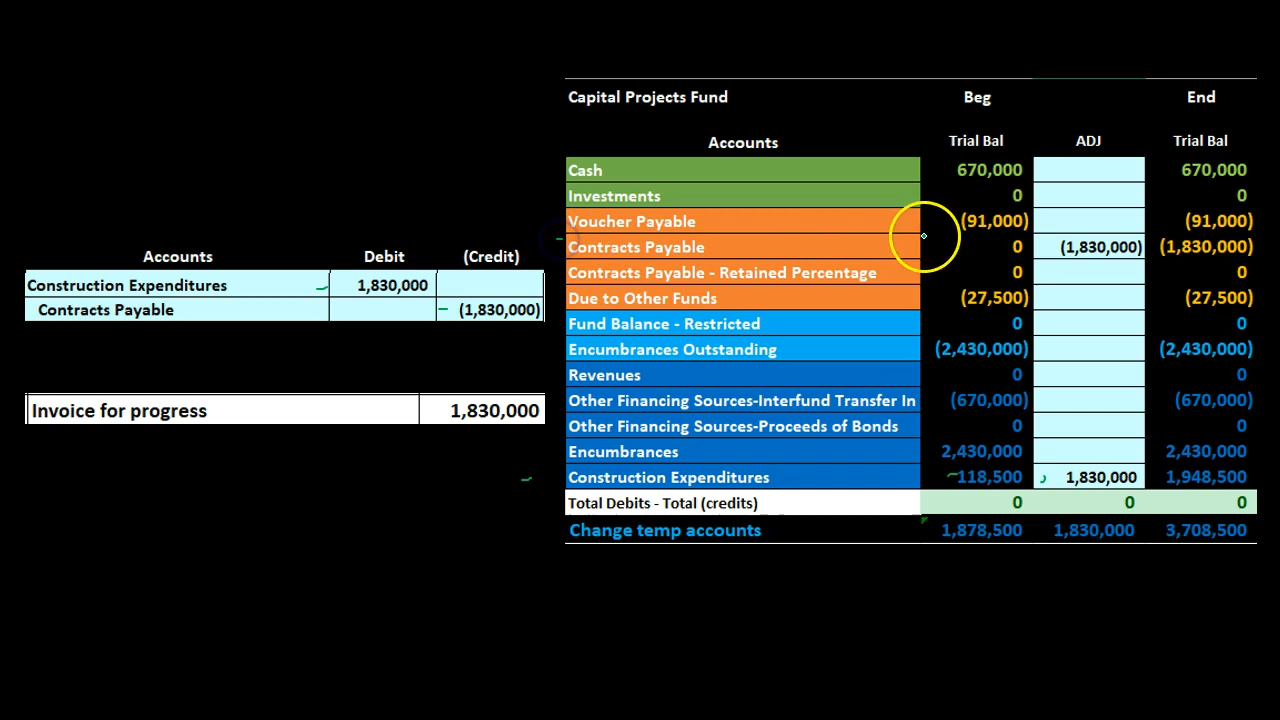 Accounts Debit (Credit)
Construction Expenditures 1,830,000
Contracts Payable (1,830,000)
Invoice for progress 1,830,000
Capital Projects Fund Beg End
Accounts Trial Bal ADJ Trial Bal
Cash 670,000 670,000
Investments 0 0
Voucher Payable (91,000) (91,000)
Contracts Payable 0 (1,830,000) (1,830,000)
Contracts Payable - Retained Percentage 0 0
Due to Other Funds (27,500) (27,500)
Fund Balance - Restricted 0 0
Encumbrances Outstanding (2,430,000) (2,430,000)
Revenues 0 0
Other Financing Sources-Interfund Transfer In (670,000) (670,000)
Other Financing Sources-Proceeds of Bonds 0 0
Encumbrances 2,430,000 2,430,000
Construction Expenditures 118,500 1,830,000 1,948,500
Total Debits - Total (credits) 0 0 0
Change temp accounts 1,878,500 1,830,000 3,708,500